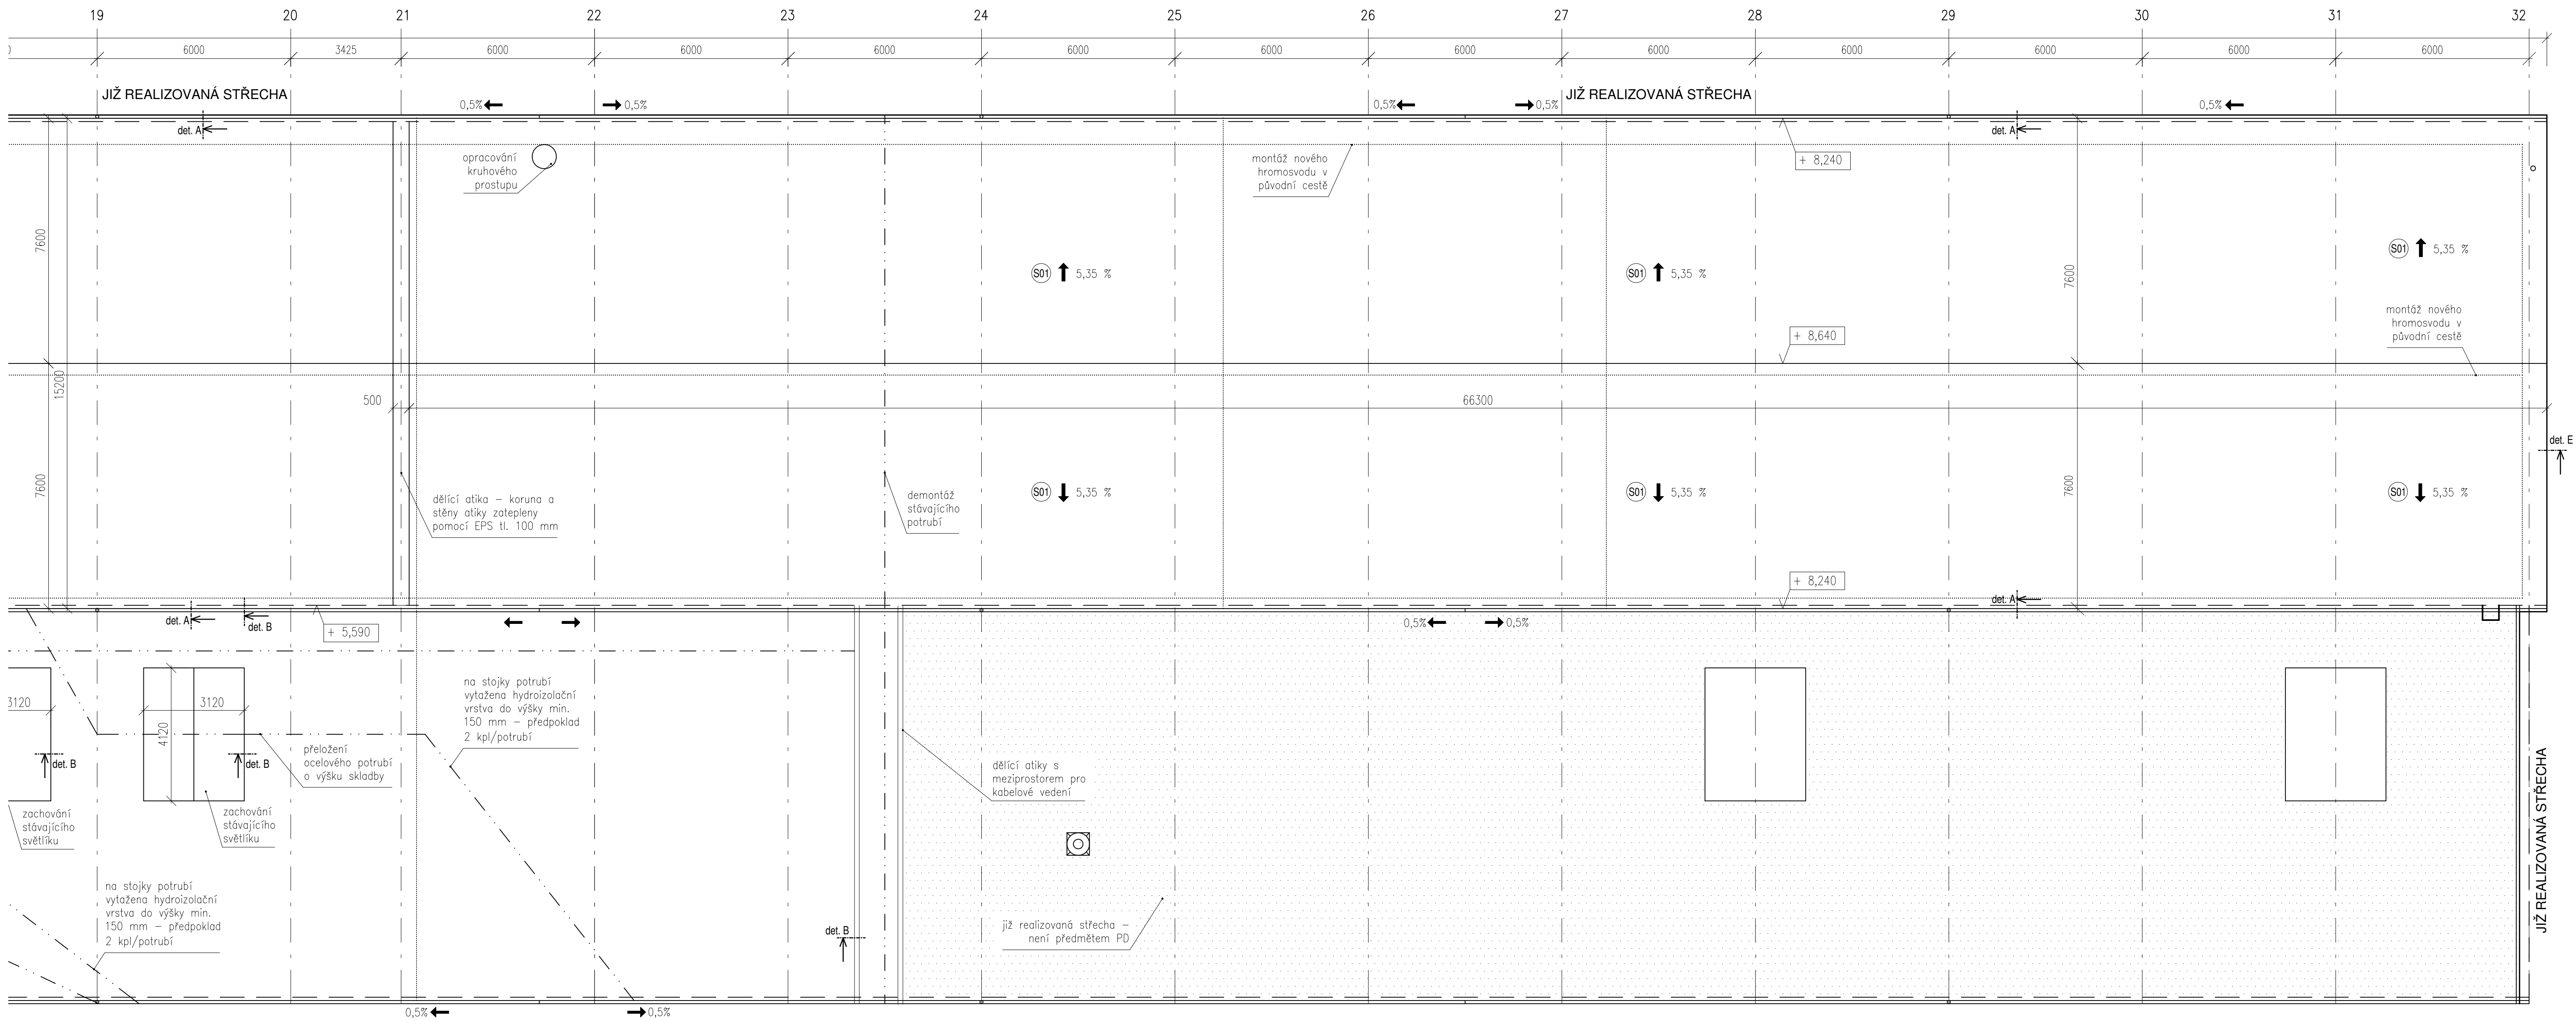 19 20 21 22 23 24 25 26 27 28 29 30 31 32
6000 3425 6000 6000 6000 6000 6000 6000 6000 6000 6000 6000 6000
JIŽ REALIZOVANÁ STŘECHA
0,5%
0,5%
0,5%
0,5%
JIŽ REALIZOVANÁ STŘECHA
0,5%
det. A
det. A
opracování
kruhového
prostupu
montáž nového
hromosvodu v
původní cestě
+ 8,240
7600
7600
S01 5,35 %
S01 5,35 %
S01 5,35 %
montáž nového
hromosvodu v
původní cestě
+ 8,640
15200
500
66300
det. E
7600
7600
dělící atika – koruna a
stěny atiky zatepleny
pomocí EPS tl. 100 mm
demontáž
stávajícího
potrubí
S01 5,35 %
S01 5,35 %
S01 5,35 %
+ 8,240
det. A
det. A
det. B
+ 5,590
0,5%
0,5%
3120
3120
4120
det. B
det. B
přeložení
ocelového potrubí
o výšku skladby
na stojky potrubí
vytažena hydroizolační
vrstva do výšky min.
150 mm – předpoklad
2 kpl/potrubí
dělící atiky s
meziprostorem pro
kabelové vedení
zachování
stávajícího
světlíku
zachování
stávajícího
světlíku
JIŽ REALIZOVANÁ STŘECHA
na stojky potrubí
vytažena hydroizolační
vrstva do výšky min.
150 mm – předpoklad
2 kpl/potrubí
det. B
již realizovaná střecha –
není předmětem PD
0,5%
0,5%